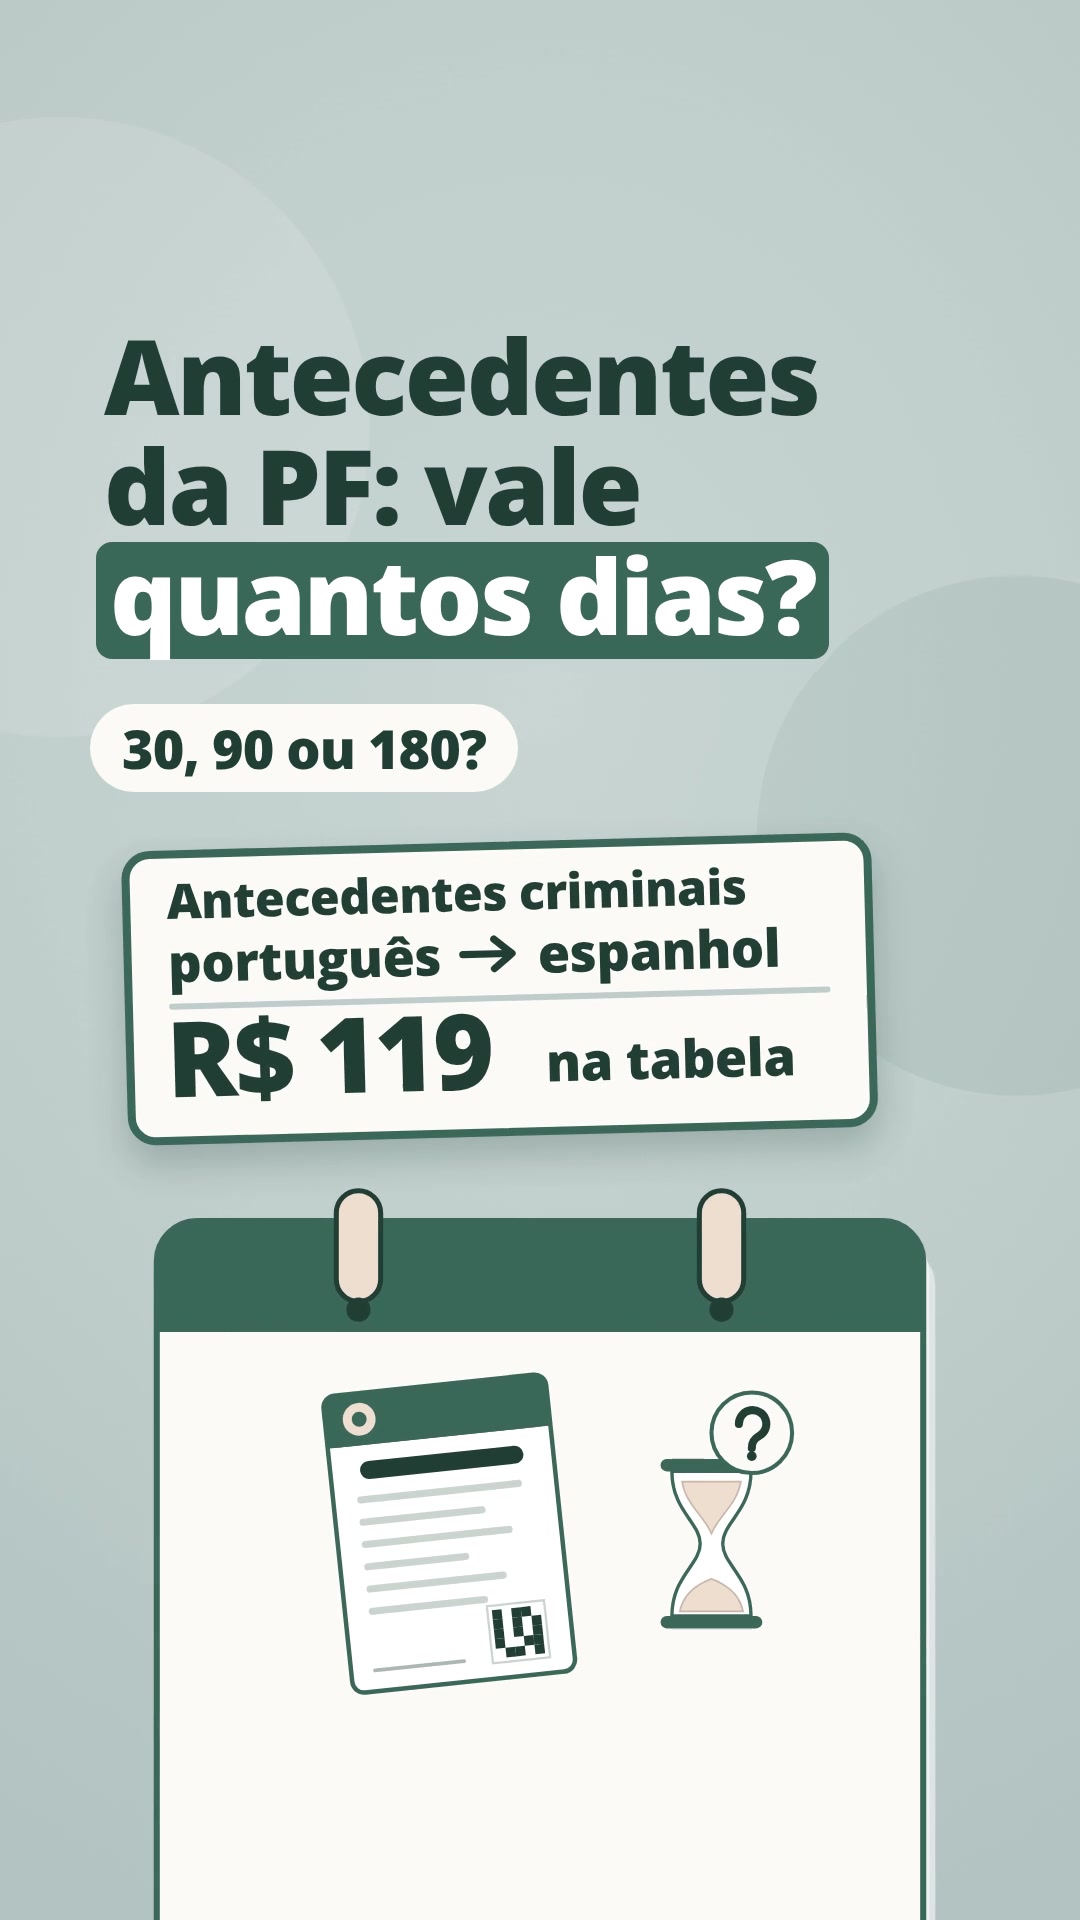 Antecedentes
da PF: vale
quantos dias?
30, 90 ou 180?
Antecedentes criminais
português → espanhol
R$ 119 na tabela
?